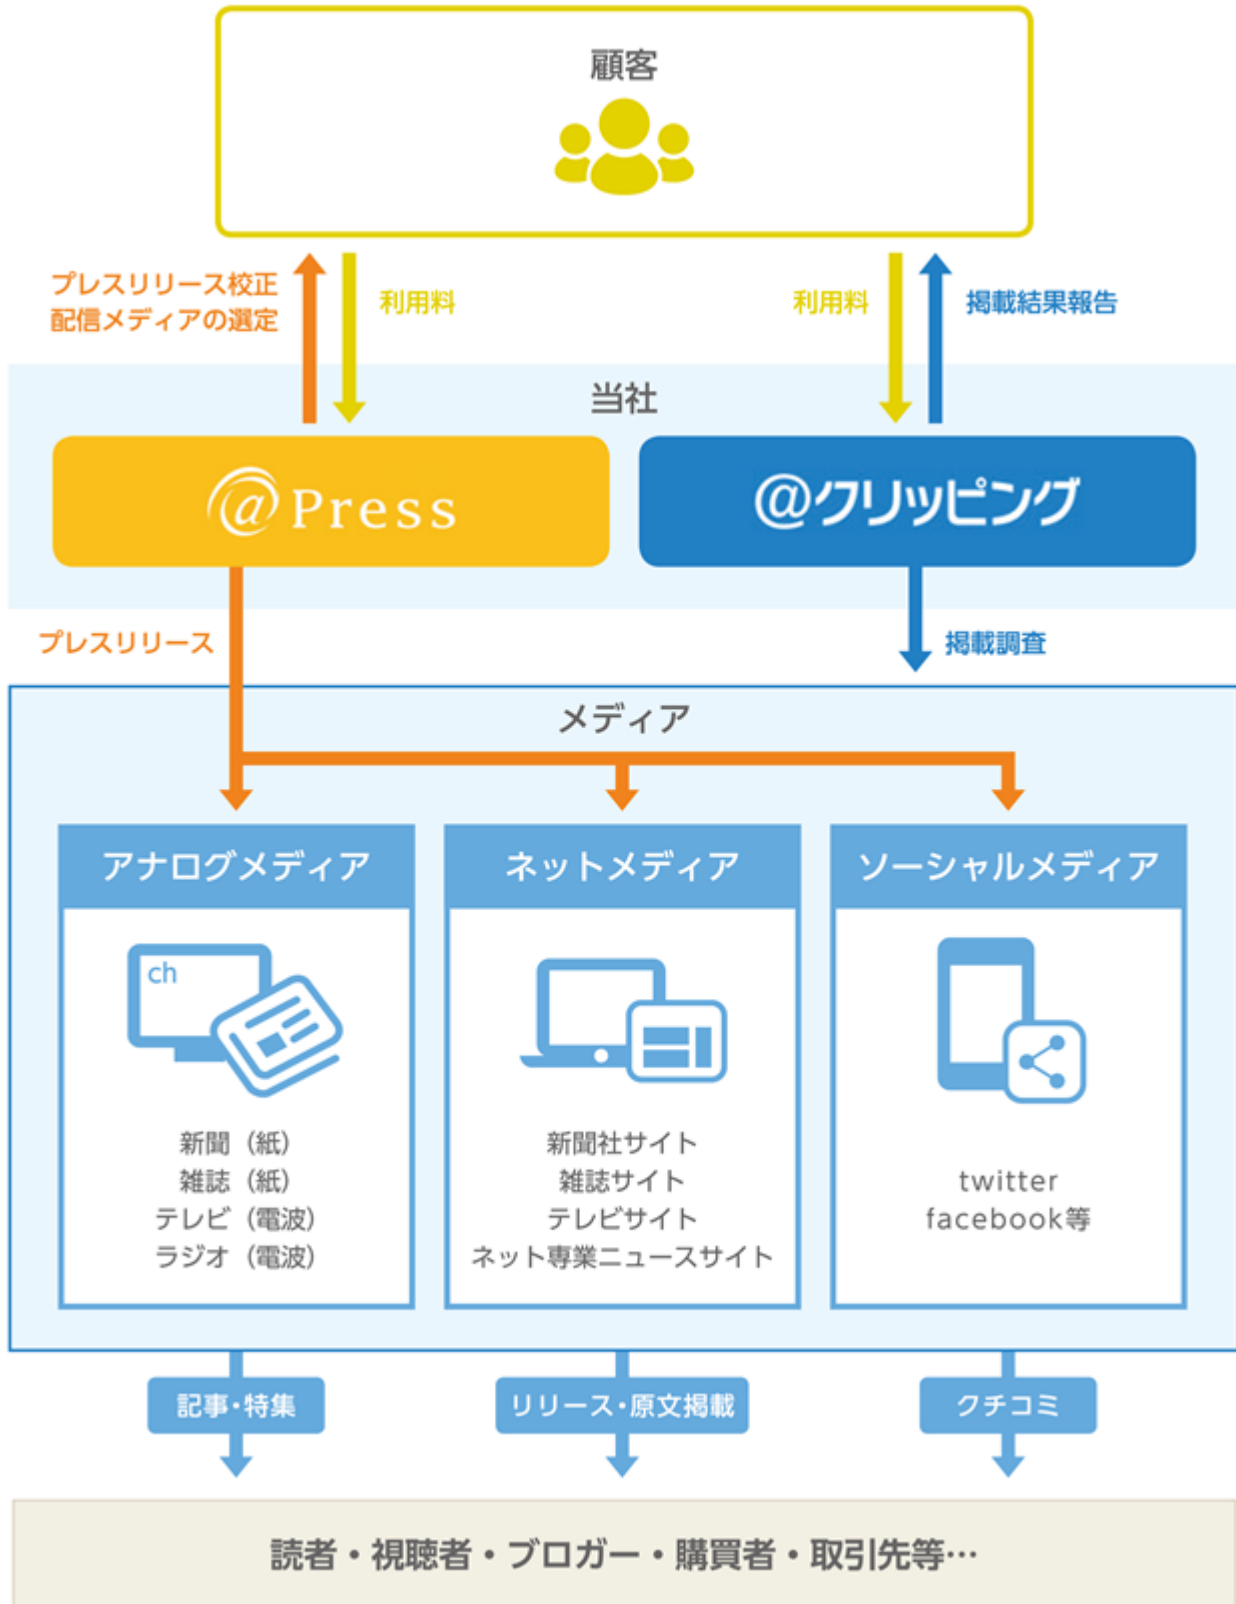 顧客
プレスリリース校正
配信メディアの選定
利用料
利用料
掲載結果報告
当社
@Press
@クリッピング
プレスリリース
掲載調査
メディア
アナログメディア
ch
新聞（紙）
雑誌（紙）
テレビ（電波）
ラジオ（電波）
ネットメディア
新聞社サイト
雑誌サイト
テレビサイト
ネット専業ニュースサイト
ソーシャルメディア
twitter
facebook等
記事・特集
リリース・原文掲載
クチコミ
読者・視聴者・ブロガー・購買者・取引先等…